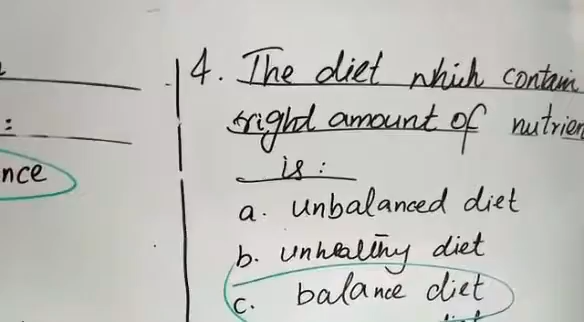 :
nce
4. The diet which contain
right amount of nutrien
is :
a. unbalanced diet
b. unhealthy diet
c. balance diet